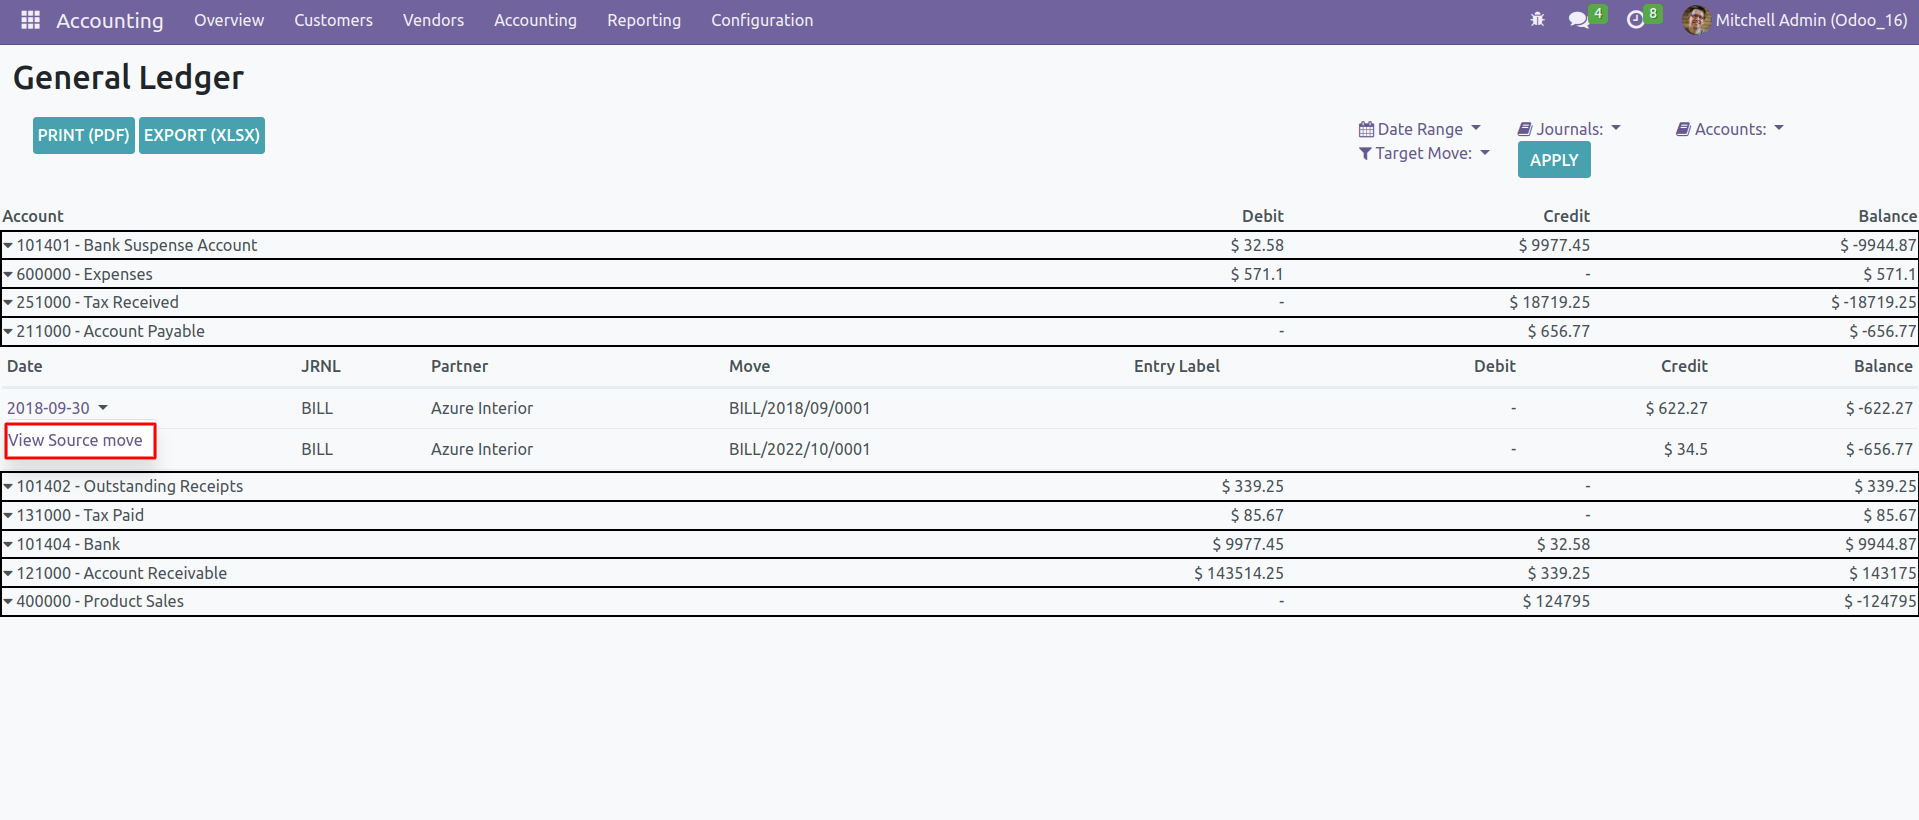 Accounting Overview Customers Vendors Accounting Reporting Configuration 4 8 Mitchell Admin (Odoo_16)
General Ledger
PRINT (PDF) EXPORT (XLSX) Date Range Journals: Accounts:
Target Move: APPLY
Account Debit Credit Balance
101401 - Bank Suspense Account $ 32.58 $ 9977.45 $ -9944.87
600000 - Expenses $ 571.1 - $ 571.1
251000 - Tax Received - $ 18719.25 $ -18719.25
211000 - Account Payable - $ 656.77 $ -656.77
Date JRNL Partner Move Entry Label Debit Credit Balance
2018-09-30 BILL Azure Interior BILL/2018/09/0001 - $ 622.27 $ -622.27
View Source move BILL Azure Interior BILL/2022/10/0001 - $ 34.5 $ -656.77
101402 - Outstanding Receipts $ 339.25 - $ 339.25
131000 - Tax Paid $ 85.67 - $ 85.67
101404 - Bank $ 9977.45 $ 32.58 $ 9944.87
121000 - Account Receivable $ 143514.25 $ 339.25 $ 143175
400000 - Product Sales - $ 124795 $ -124795